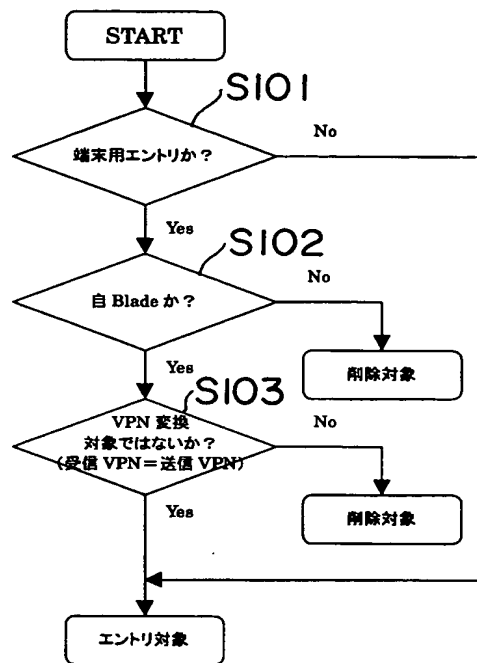 START
S101
端末用エントリか？
No
Yes
S102
自 Blade か？
No
削除対象
Yes
S103
VPN 変換
対象ではないか？
（受信 VPN＝送信 VPN）
No
削除対象
Yes
エントリ対象